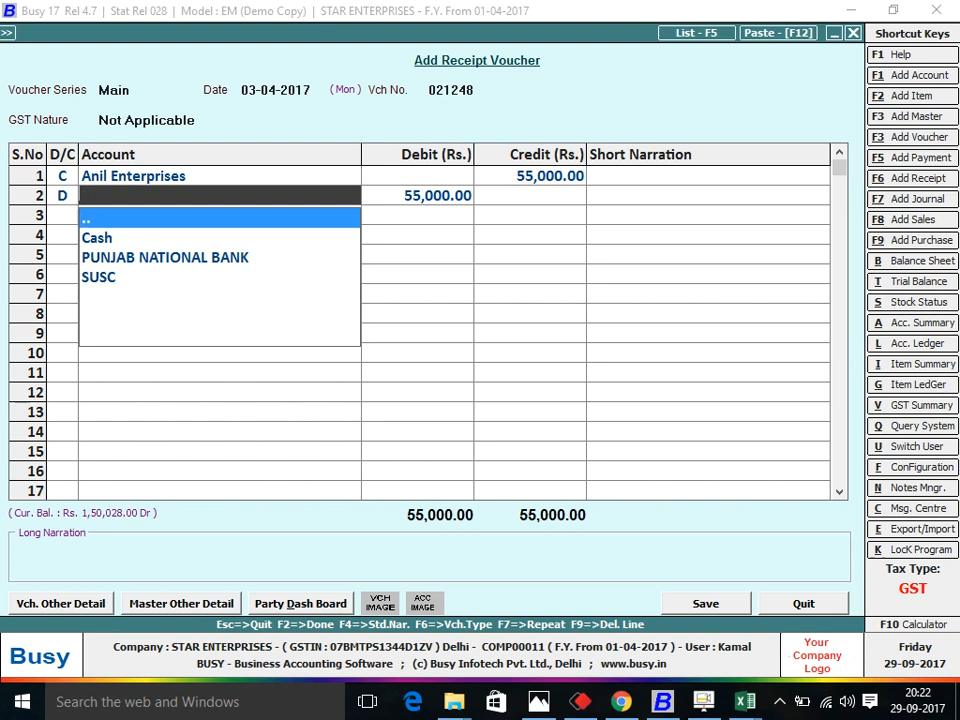 Busy 17 Rel 4.7 | Stat Rel 028 | Model : EM (Demo Copy) | STAR ENTERPRISES - F.Y. From 01-04-2017
>> List - F5 Paste - [F12]
Add Receipt Voucher
Voucher Series Main Date 03-04-2017 (Mon) Vch No. 021248
GST Nature Not Applicable
S.No D/C Account Debit (Rs.) Credit (Rs.) Short Narration
1 C Anil Enterprises 55,000.00
2 D 55,000.00
3 ..
4 Cash
5 PUNJAB NATIONAL BANK
6 SUSC
7
8
9
10
11
12
13
14
15
16
17
( Cur. Bal. : Rs. 1,50,028.00 Dr ) 55,000.00 55,000.00
Long Narration
Vch. Other Detail Master Other Detail Party Dash Board VCH IMAGE ACC IMAGE Save Quit
Esc=>Quit F2=>Done F4=>Std.Nar. F6=>Vch.Type F7=>Repeat F9=>Del. Line
Busy
Company : STAR ENTERPRISES - ( GSTIN : 07BMTPS1344D1ZV ) Delhi - COMP00011 ( F.Y. From 01-04-2017 ) - User : Kamal
BUSY - Business Accounting Software ; (c) Busy Infotech Pvt. Ltd., Delhi ; www.busy.in
Your
Company
Logo
Shortcut Keys
F1 Help
F1 Add Account
F2 Add Item
F3 Add Master
F3 Add Voucher
F5 Add Payment
F6 Add Receipt
F7 Add Journal
F8 Add Sales
F9 Add Purchase
B Balance Sheet
T Trial Balance
S Stock Status
A Acc. Summary
L Acc. Ledger
I Item Summary
G Item LedGer
V GST Summary
Q Query System
U Switch User
F ConFiguration
N Notes Mngr.
C Msg. Centre
E Export/Import
K LocK Program
Tax Type:
GST
F10 Calculator
Friday
29-09-2017
Search the web and Windows
20:22
29-09-2017